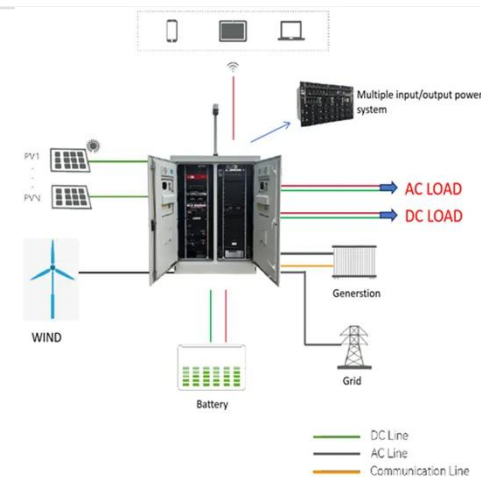 Multiple input/output power
system
PV1
PVN
AC LOAD
DC LOAD
WIND
Generstion
Grid
Battery
DC Line
AC Line
Communication Line